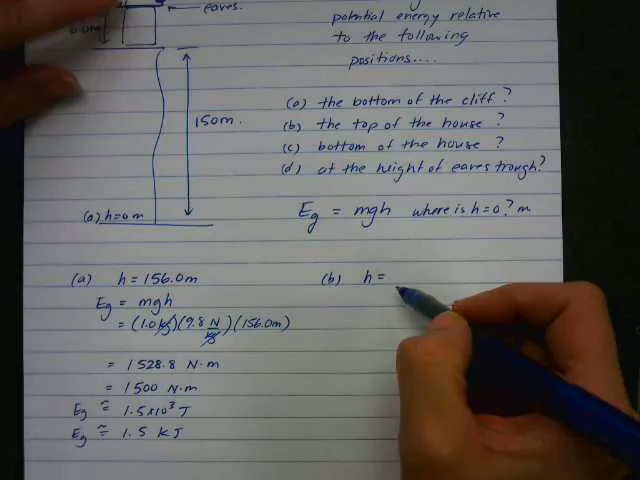 eaves.
6.0m
potential energy relative
to the following
positions....
150m.
(a) the bottom of the cliff?
(b) the top of the house?
(c) bottom of the house?
(d) at the height of eaves trough?
(a) h=0m
Eg = mgh where is h=0? m
(a) h=156.0m
Eg = mgh
= (1.0kg)(9.8 N/kg)(156.0m)
= 1528.8 N·m
= 1500 N·m
Eg ≈ 1.5×10³ J
Eg ≈ 1.5 KJ
(b) h=